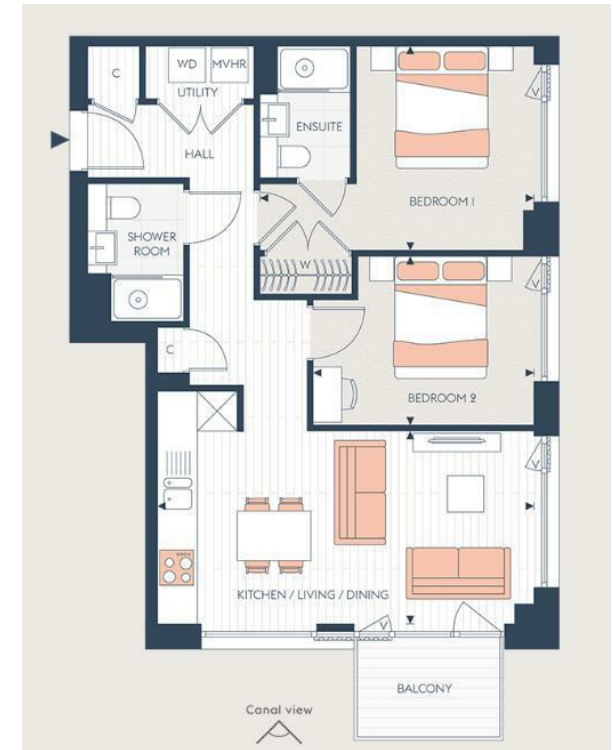 C
WD
MVHR
UTILITY
HALL
ENSUITE
BEDROOM 1
SHOWER
ROOM
W
C
BEDROOM 2
V
V
V
KITCHEN / LIVING / DINING
V
BALCONY
Canal view